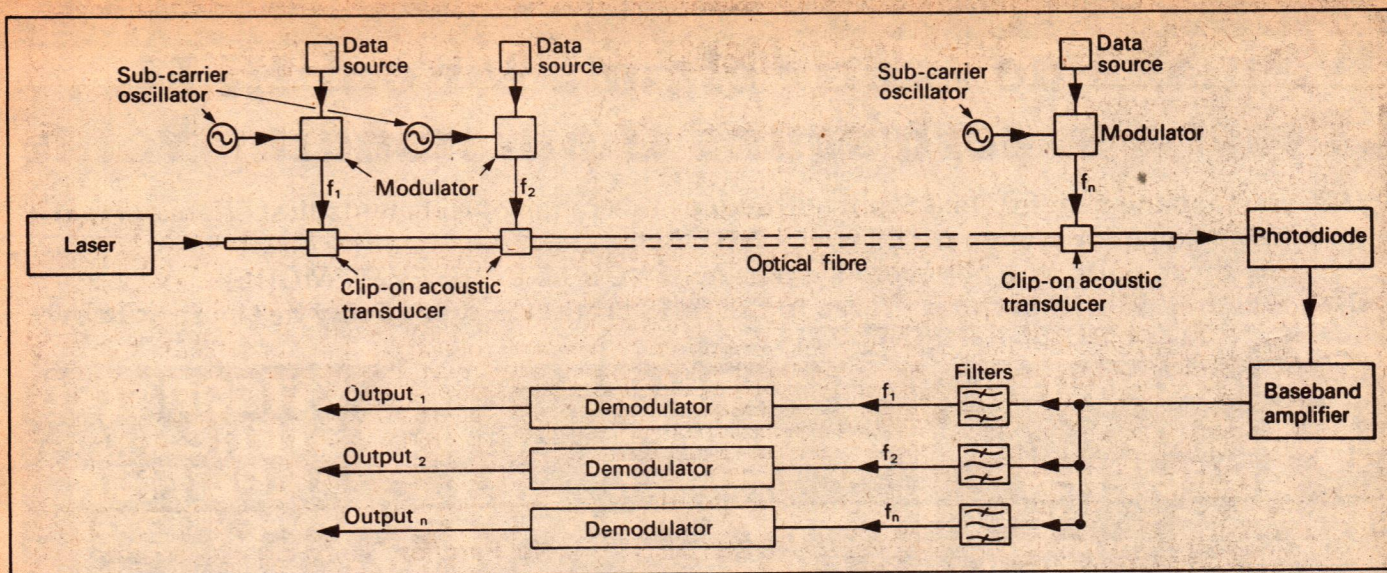 Data
source
Data
source
Data
source
Sub-carrier
oscillator
Sub-carrier
oscillator
Modulator
f1
Modulator
f2
fn
Laser
Optical fibre
Photodiode
Clip-on acoustic
transducer
Clip-on acoustic
transducer
Filters
Baseband
amplifier
Output 1
Demodulator
f1
Output 2
Demodulator
f2
Output n
Demodulator
fn